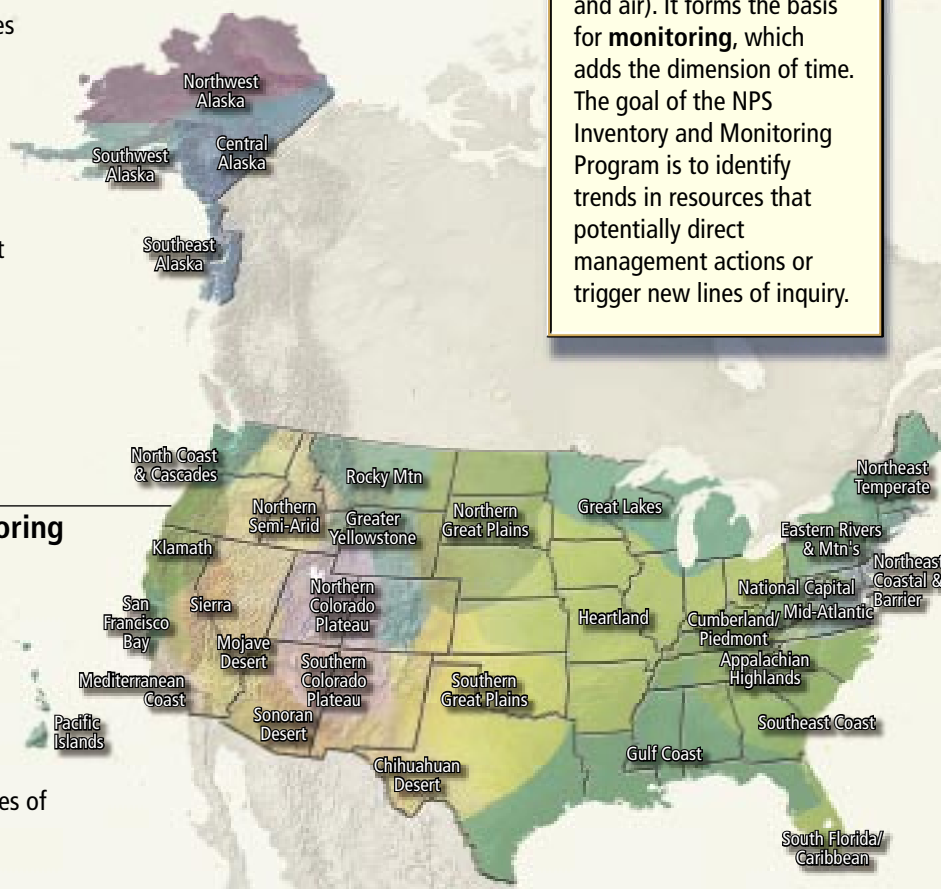 es
t
oring
es of
and air). It forms the basis
for monitoring, which
adds the dimension of time.
The goal of the NPS
Inventory and Monitoring
Program is to identify
trends in resources that
potentially direct
management actions or
trigger new lines of inquiry.
Northwest
Alaska
Southwest
Alaska
Central
Alaska
Southeast
Alaska
North Coast
& Cascades
Rocky Mtn
Northern
Semi-Arid
Greater
Yellowstone
Northern
Great Plains
Great Lakes
Northeast
Temperate
Klamath
Eastern Rivers
& Mtn's
Northeast
Coastal &
Barrier
San
Francisco
Bay
Sierra
Northern
Colorado
Plateau
Heartland
National Capital
Cumberland/
Piedmont
Mid-Atlantic
Mojave
Desert
Southern
Colorado
Plateau
Southern
Great Plains
Appalachian
Highlands
Mediterranean
Coast
Sonoran
Desert
Southeast Coast
Pacific
Islands
Chihuahuan
Desert
Gulf Coast
South Florida/
Caribbean